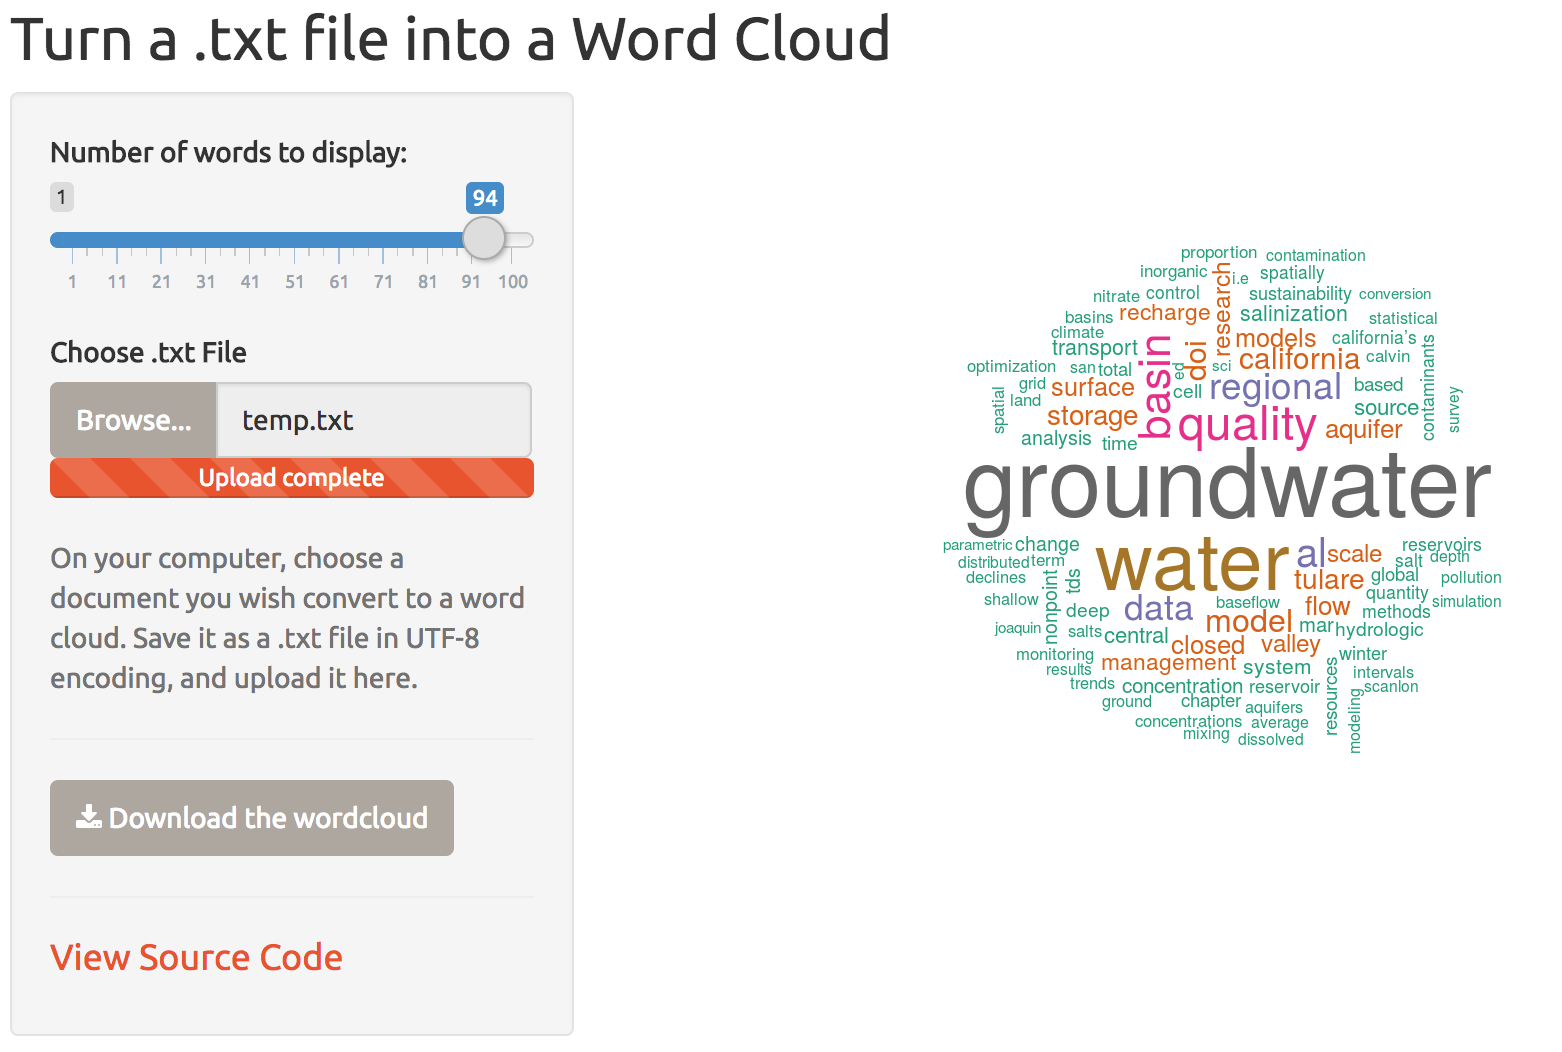 Turn a .txt file into a Word Cloud
Number of words to display:
1
94
1 11 21 31 41 51 61 71 81 91 100
Choose .txt File
Browse... temp.txt
Upload complete
On your computer, choose a
document you wish convert to a word
cloud. Save it as a .txt file in UTF-8
encoding, and upload it here.
Download the wordcloud
View Source Code
proportion
contamination
inorganic
research
i.e
spatially
nitrate
control
sustainability
conversion
basins
recharge
salinization
statistical
climate
models
california's
transport
basin
doi
california
calvin
contaminants
optimization
san
total
ed
sci
grid
surface
cell
regional
based
spatial
land
storage
quality
source
survey
analysis
time
aquifer
groundwater
parametric
change
water
al
scale
reservoirs
distributed
term
salt
depth
declines
nonpoint
tds
tulare
global
pollution
shallow
deep
data
baseflow
flow
quantity
simulation
joaquin
salts
central
model
mar
methods
hydrologic
monitoring
closed
valley
winter
results
management
system
resources
intervals
trends
concentration
reservoir
modeling
scanlon
ground
chapter
aquifers
concentrations
average
mixing
dissolved